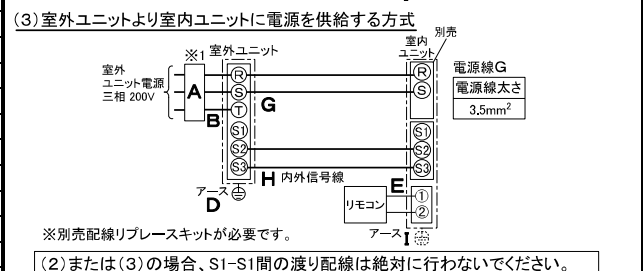 (3)室外ユニットより室内ユニットに電源を供給する方式
別売
※1 室外ユニット
室内
ユニット
室外
ユニット電源
三相 200V
A
B
R
S
T
S1
S2
S3
G
R
S
S1
S2
S3
電源線G
電源線太さ
3.5mm²
H 内外信号線
アース
D
E
リモコン
①
②
アース
I
※別売配線リプレースキットが必要です。
(2)または(3)の場合、S1-S1間の渡り配線は絶対に行わないでください。